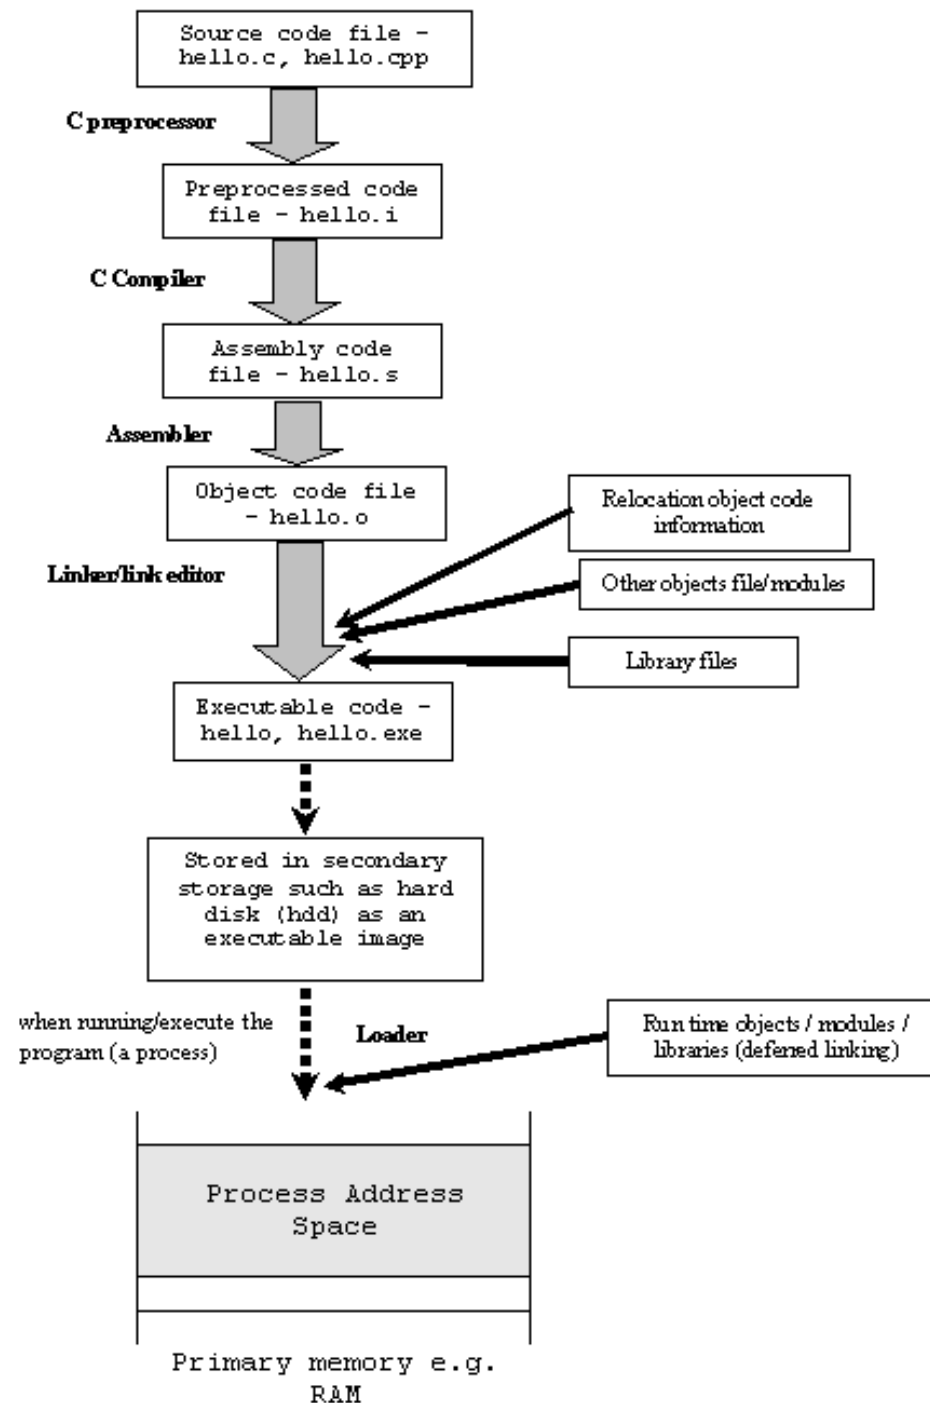 Source code file -
hello.c, hello.cpp
C preprocessor
Preprocessed code
file - hello.i
C Compiler
Assembly code
file - hello.s
Assembler
Object code file
- hello.o
Linker/link editor
Relocation object code
information
Other objects file/modules
Library files
Executable code -
hello, hello.exe
Stored in secondary
storage such as hard
disk (hdd) as an
executable image
when running/execute the
program (a process)
Loader
Run time objects / modules /
libraries (deferred linking)
Process Address
Space
Primary memory e.g.
RAM